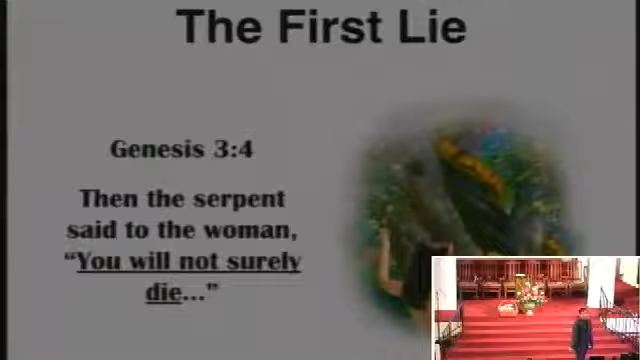 The First Lie
Genesis 3:4
Then the serpent
said to the woman,
“You will not surely
die...”